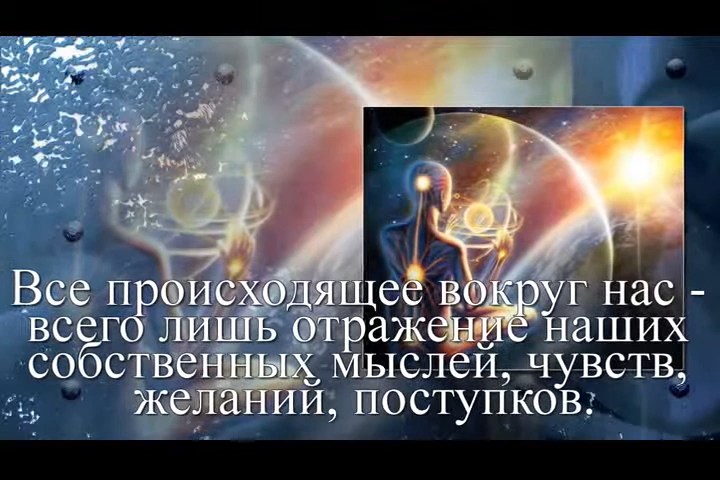 Все происходящее вокруг нас -
всего лишь отражение наших
собственных мыслей, чувств,
желаний, поступков.